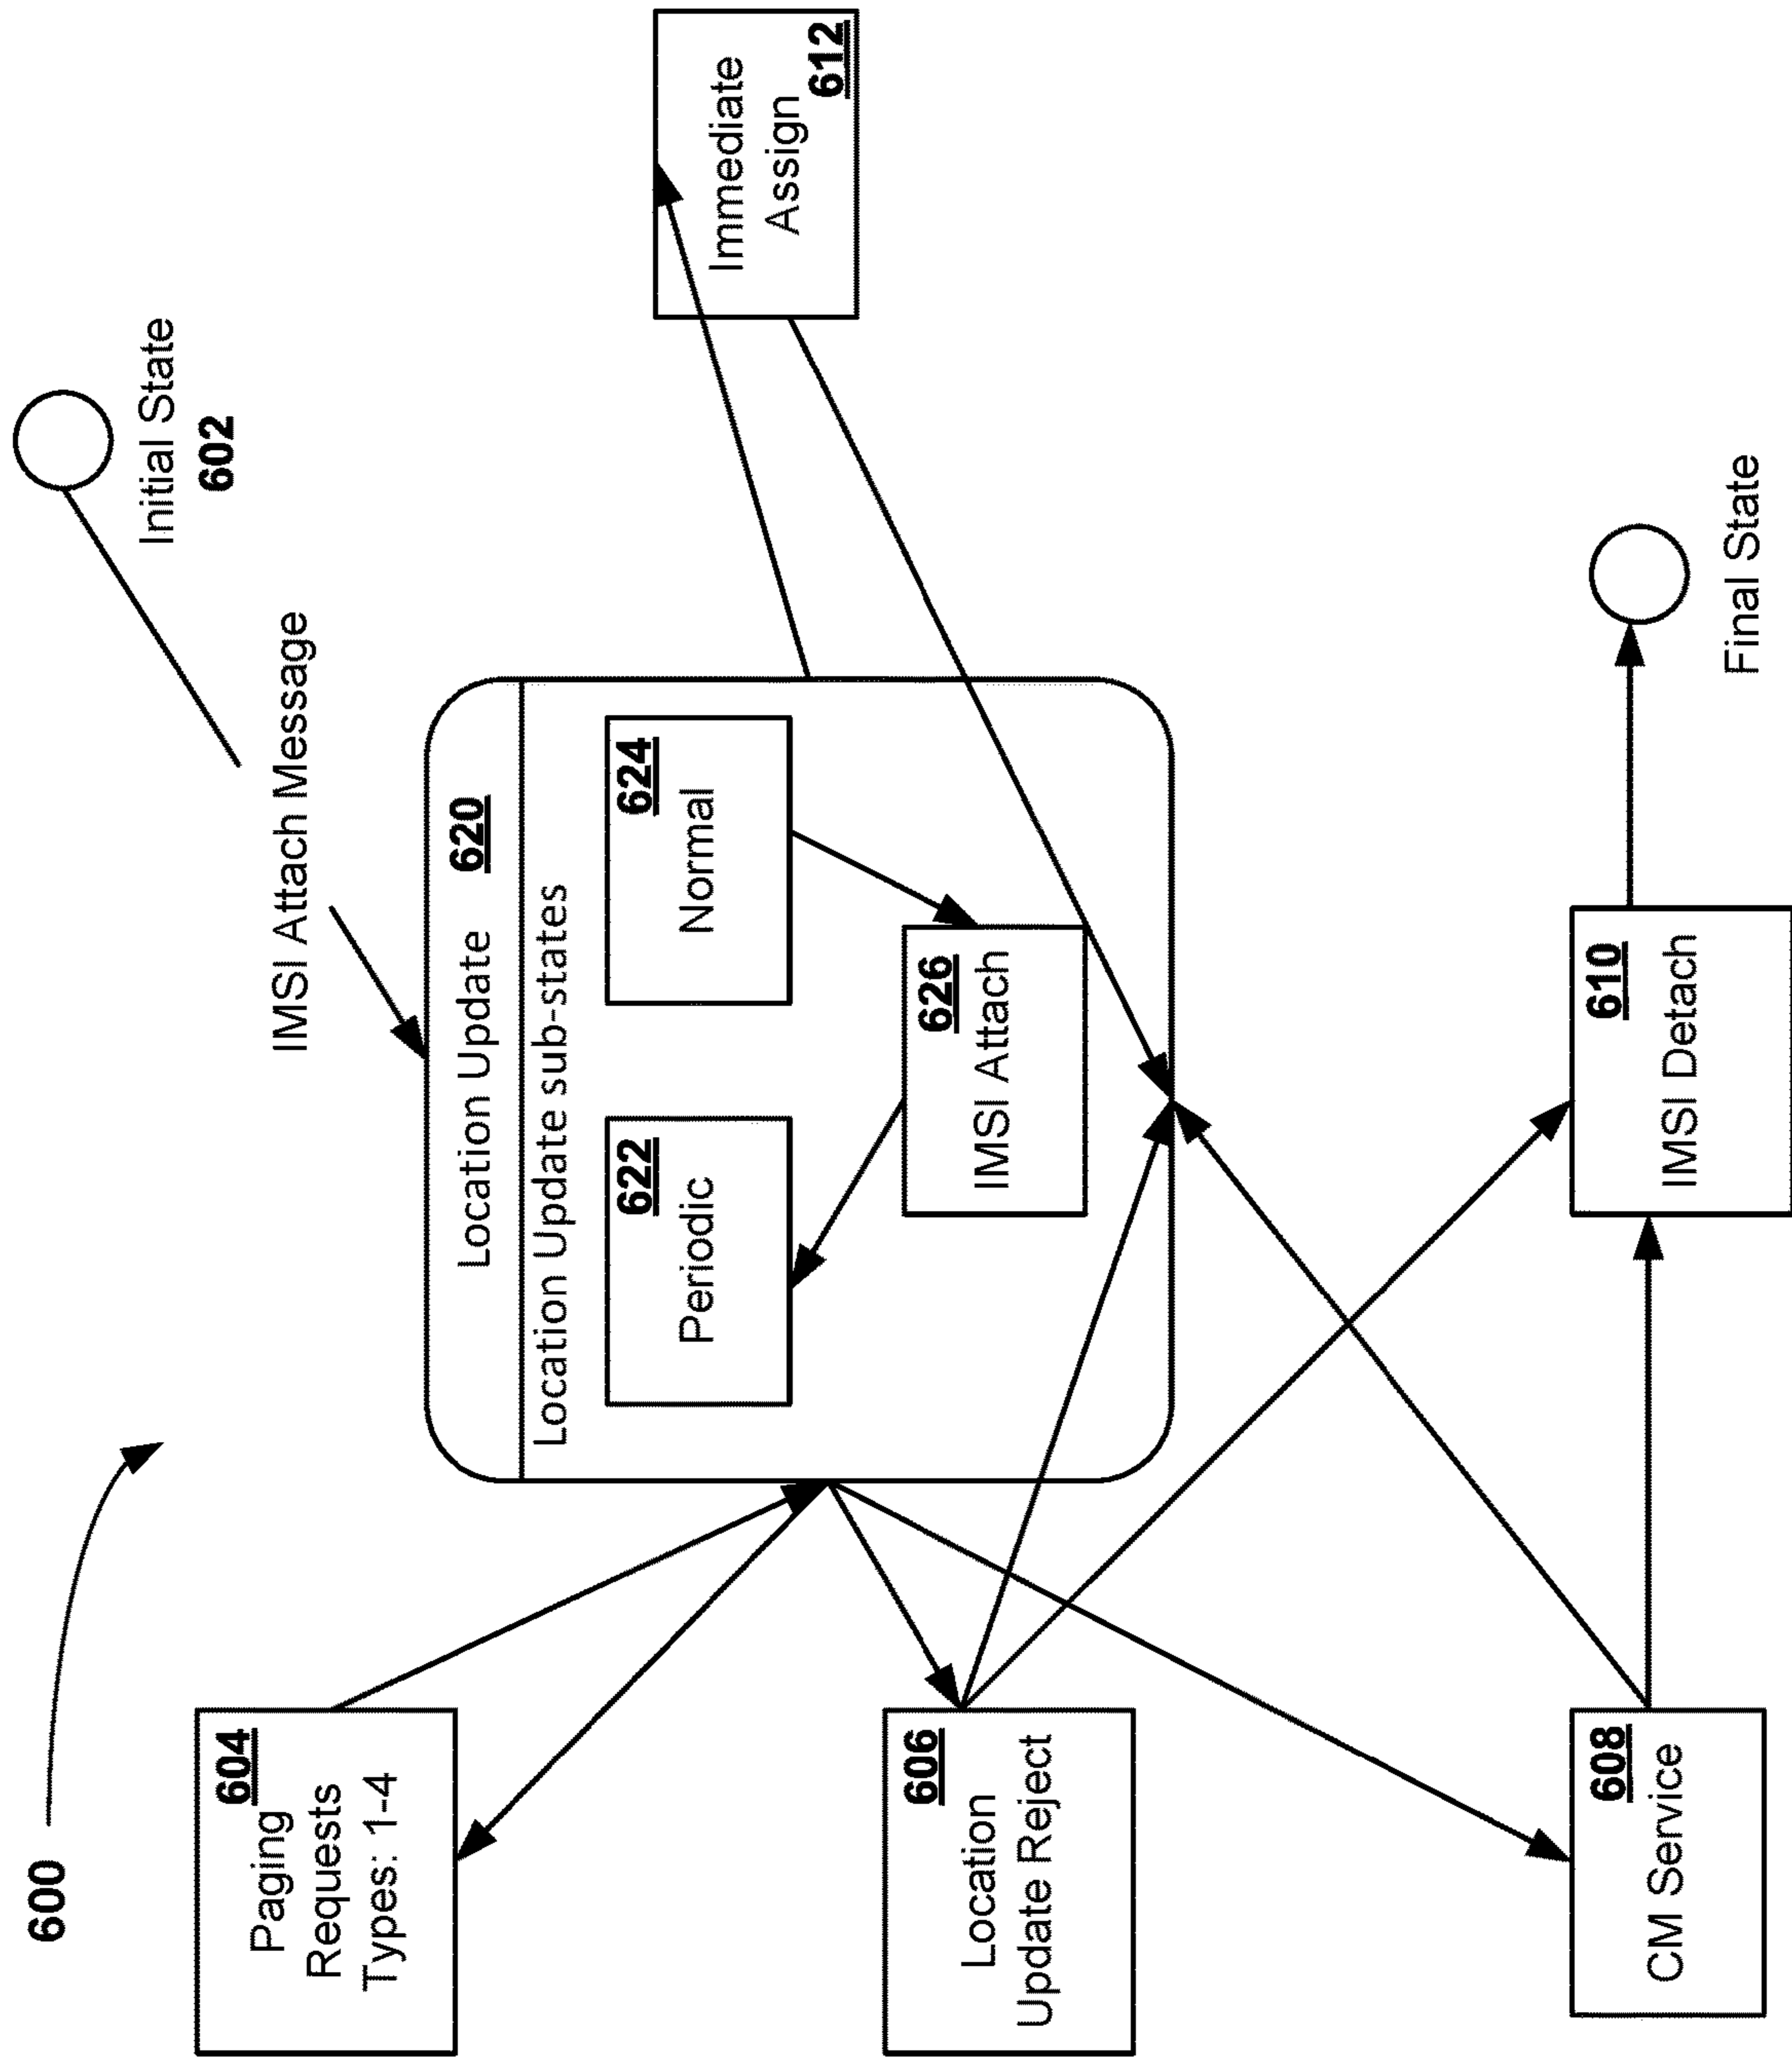 600
Initial State
602
IMSI Attach Message
604
Paging
Requests
Types: 1-4
Location Update 620
Location Update sub-states
622
Periodic
624
Normal
626
IMSI Attach
Immediate
Assign
612
606
Location
Update Reject
608
CM Service
610
IMSI Detach
Final State